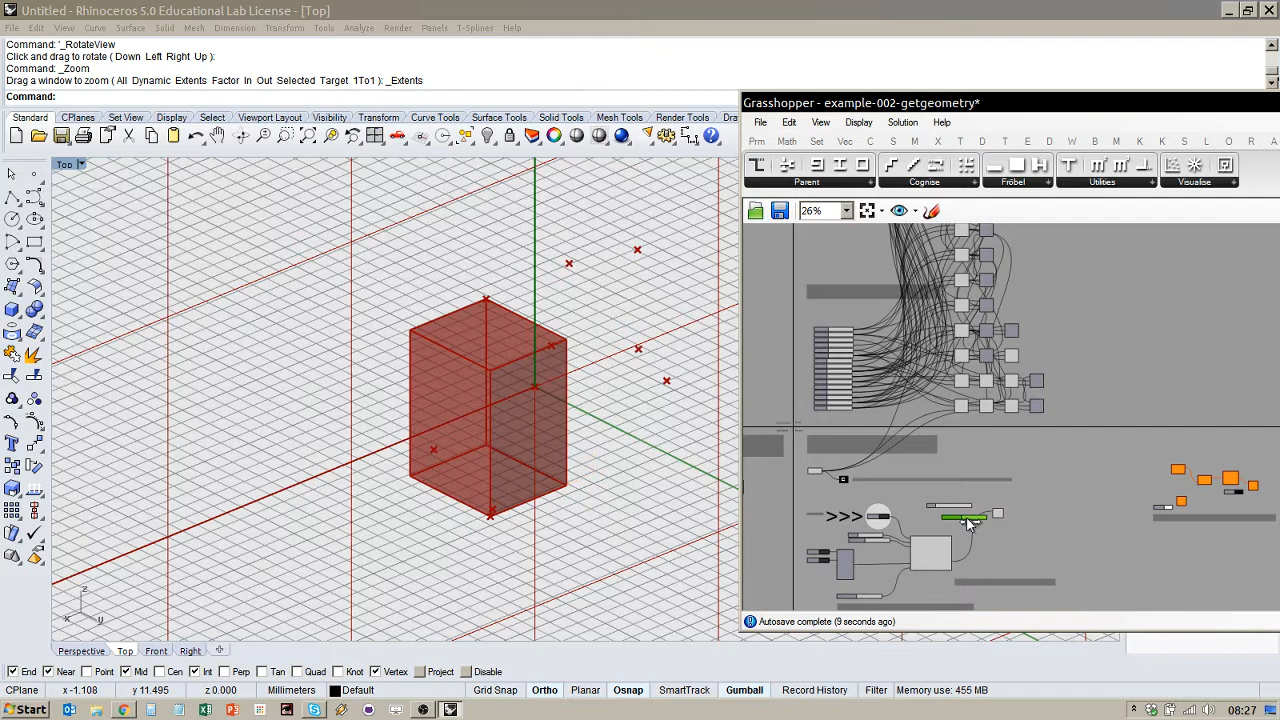 Untitled - Rhinoceros 5.0 Educational Lab License - [Top]
File Edit View Curve Surface Solid Mesh Dimension Transform Tools Analyze Render Panels T-Splines Help
Command: '_RotateView
Click and drag to rotate ( Down Left Right Up ):
Command: _Zoom
Drag a window to zoom ( All Dynamic Extents Factor In Out Selected Target 1To1 ): _Extents
Command:
Standard CPlanes Set View Display Select Viewport Layout Visibility Transform Curve Tools Surface Tools Solid Tools Mesh Tools Render Tools Dra
Top
Grasshopper - example-002-getgeometry*
File Edit View Display Solution Help
Prm Math Set Vec C S M I X T D D K M T B M C T V L O R A
Parent Cognise Fröbel Utilities Visualise
26%
>>>
z
x y
Autosave complete (9 seconds ago)
Perspective Top Front Right
End Near Point Mid Cen Int Perp Tan Quad Knot Vertex Project Disable
CPlane x -1.108 y 11.495 z 0.000 Millimeters Default Grid Snap Ortho Planar Osnap SmartTrack Gumball Record History Filter Memory use: 455 MB
Start 08:27